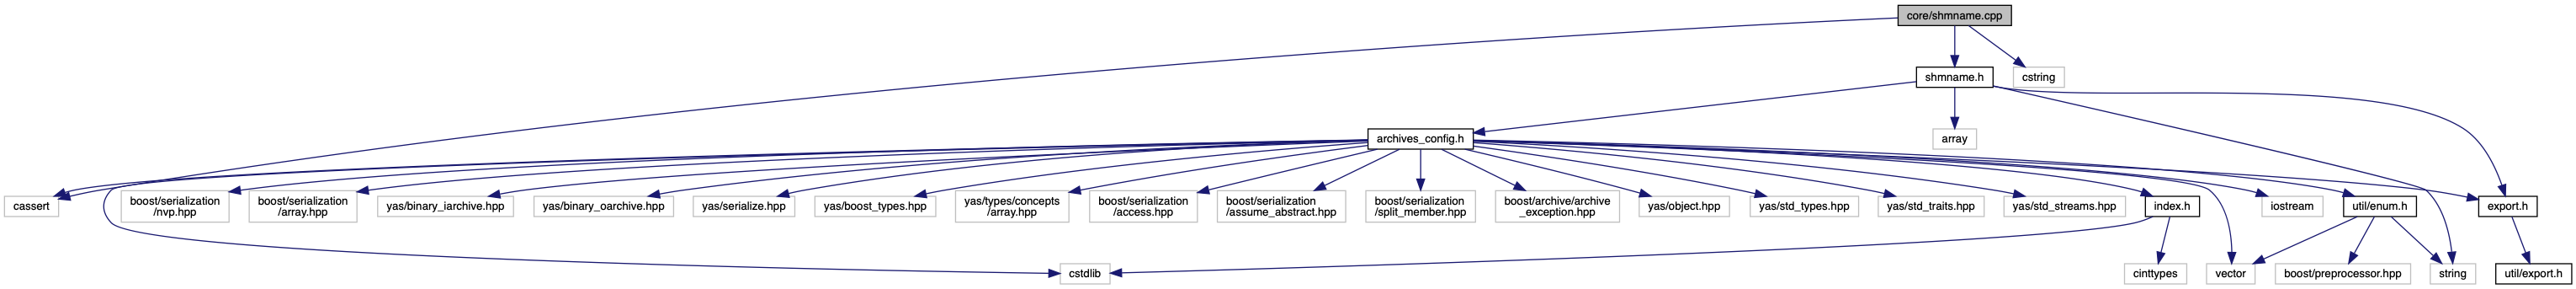 core/shmname.cpp
shmname.h
cstring
archives_config.h
array
cassert
boost/serialization
/nvp.hpp
boost/serialization
/array.hpp
yas/binary_iarchive.hpp
yas/binary_oarchive.hpp
yas/serialize.hpp
yas/boost_types.hpp
yas/types/concepts
/array.hpp
boost/serialization
/access.hpp
boost/serialization
/assume_abstract.hpp
boost/serialization
/split_member.hpp
boost/archive/archive
_exception.hpp
yas/object.hpp
yas/std_types.hpp
yas/std_traits.hpp
yas/std_streams.hpp
index.h
iostream
util/enum.h
export.h
cstdlib
cinttypes
vector
boost/preprocessor.hpp
string
util/export.h